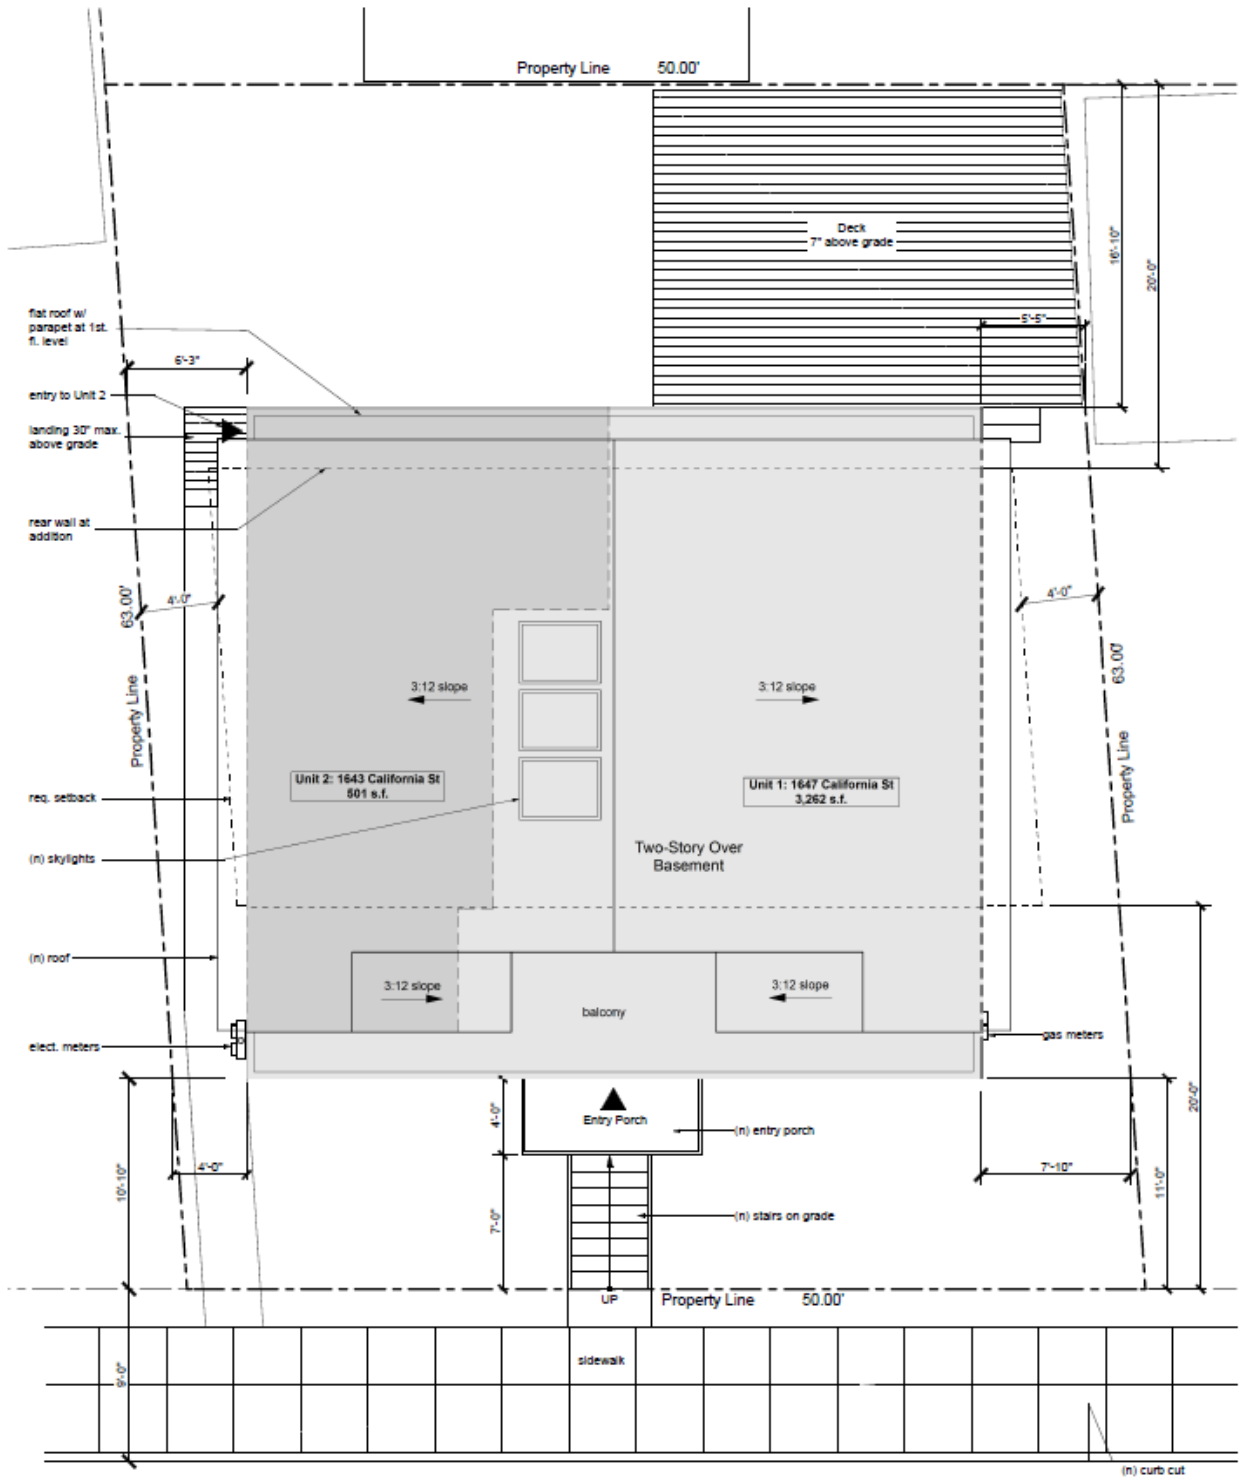 Property Line 50.00'
Deck
7" above grade
16'-10"
20'-0"
5'-5"
flat roof w/
parapet at 1st.
fl. level
6'-3"
entry to Unit 2
landing 30" max.
above grade
rear wall at
addition
63.00'
4'-0"
4'-0"
63.00'
Property Line
Property Line
3:12 slope
3:12 slope
Unit 2: 1643 California St
501 s.f.
Unit 1: 1647 California St
3,262 s.f.
req. setback
(n) skylights
Two-Story Over
Basement
(n) roof
3:12 slope
3:12 slope
balcony
elect. meters
gas meters
4'-0"
Entry Porch
(n) entry porch
20'-0"
4'-0"
7'-10"
10'-10"
11'-0"
7'-0"
(n) stairs on grade
UP
Property Line 50.00'
sidewalk
9'-0"
(n) curb cut